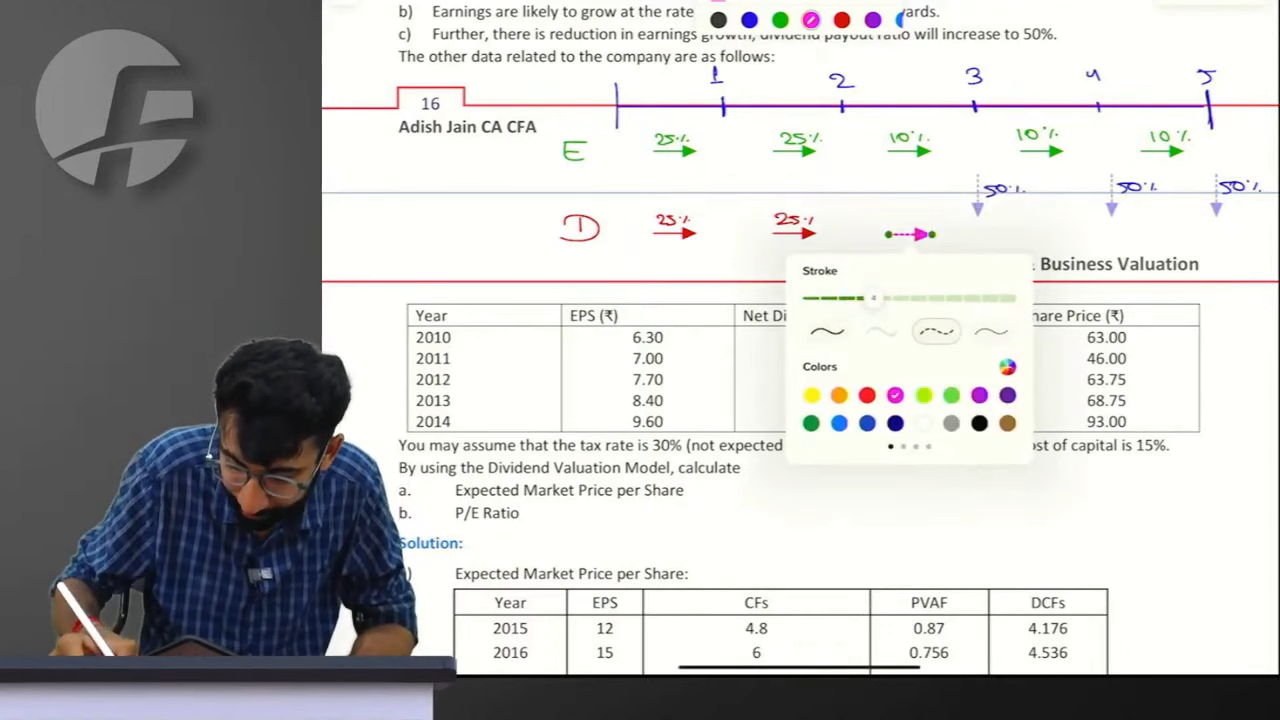 b) Earnings are likely to grow at the rate
ards.
c) Further, there is reduction in earnings growth, dividend payout ratio will increase to 50%.
The other data related to the company are as follows:
1 2 3 4 5
16
Adish Jain CA CFA
E 25% 25% 10% 10% 10%
50% 50% 50%
D 25% 25%
Business Valuation
Stroke
4
Colors
Year EPS (₹) Net Di hare Price (₹)
2010 6.30 63.00
2011 7.00 46.00
2012 7.70 63.75
2013 8.40 68.75
2014 9.60 93.00
You may assume that the tax rate is 30% (not expected ost of capital is 15%.
By using the Dividend Valuation Model, calculate
a. Expected Market Price per Share
b. P/E Ratio
Solution:
) Expected Market Price per Share:
Year EPS CFs PVAF DCFs
2015 12 4.8 0.87 4.176
2016 15 6 0.756 4.536